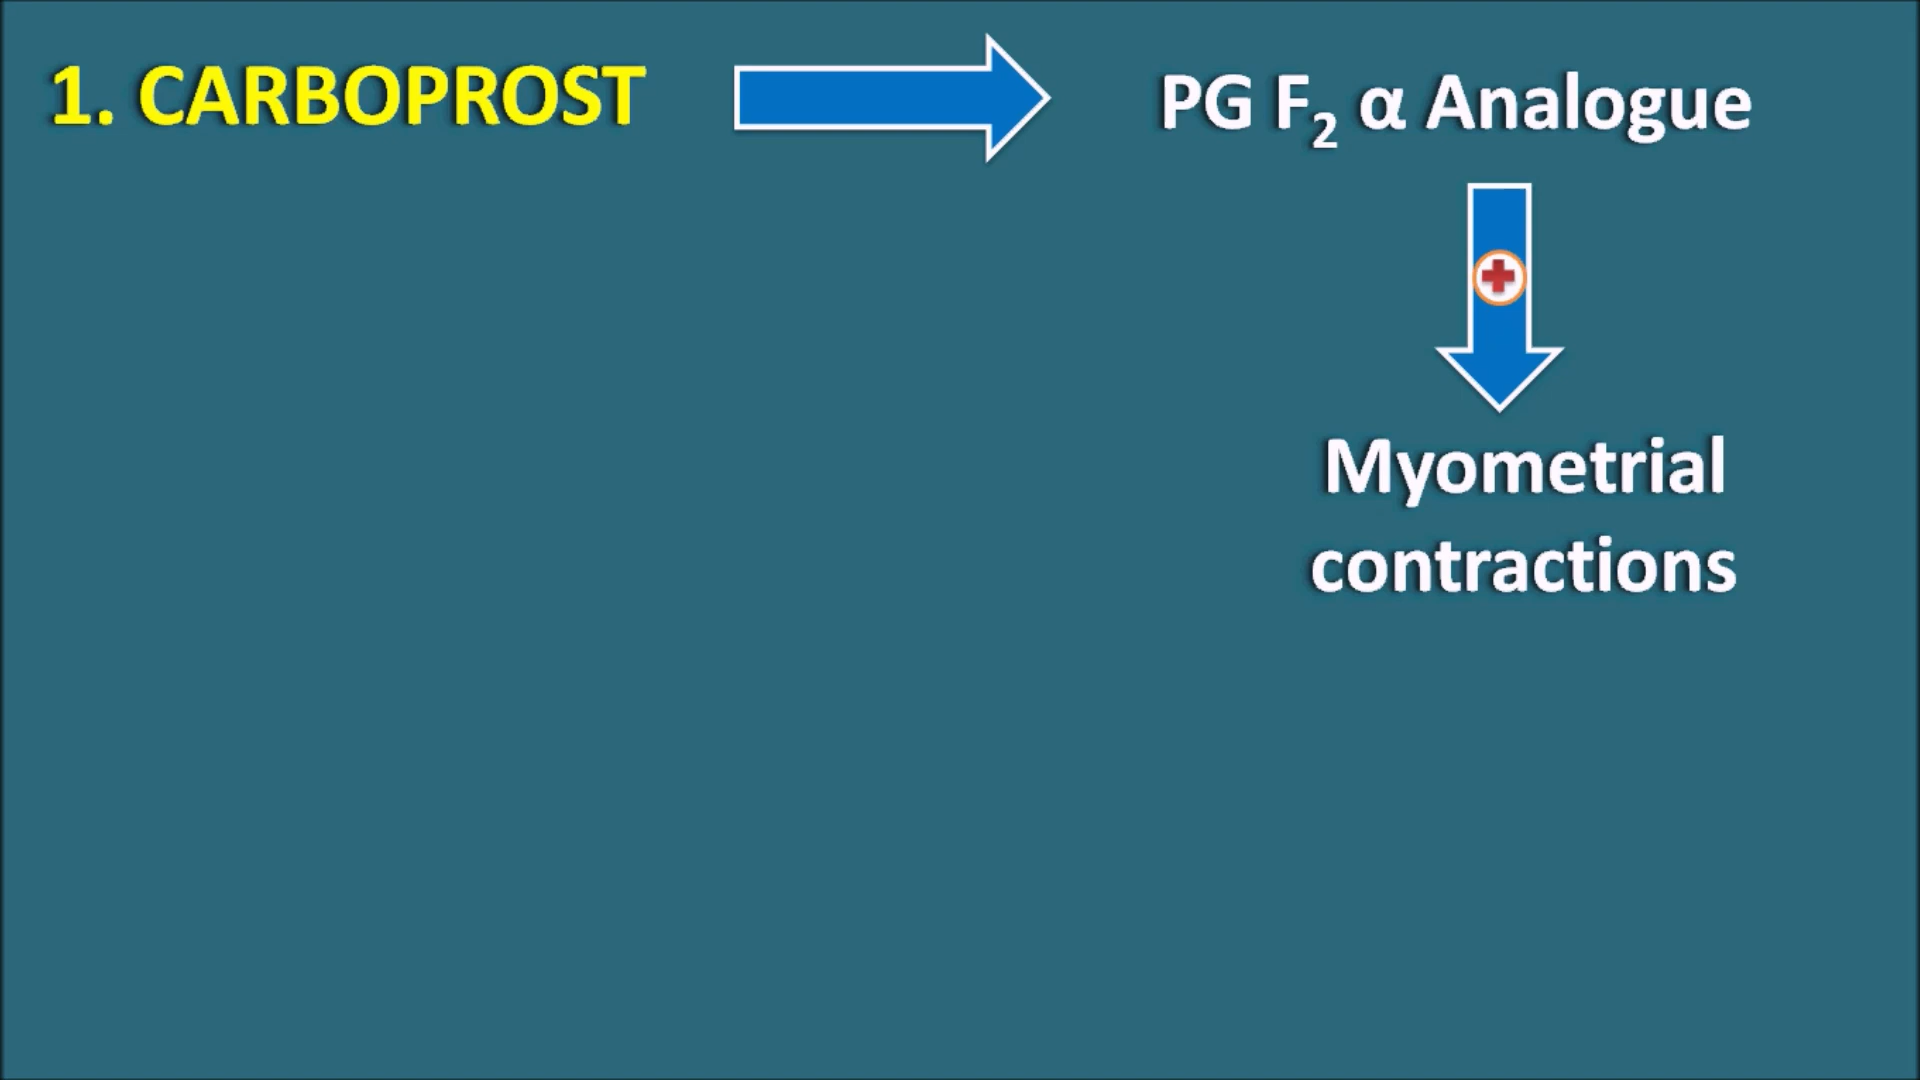 1. CARBOPROST
PG F₂ α Analogue
Myometrial
contractions